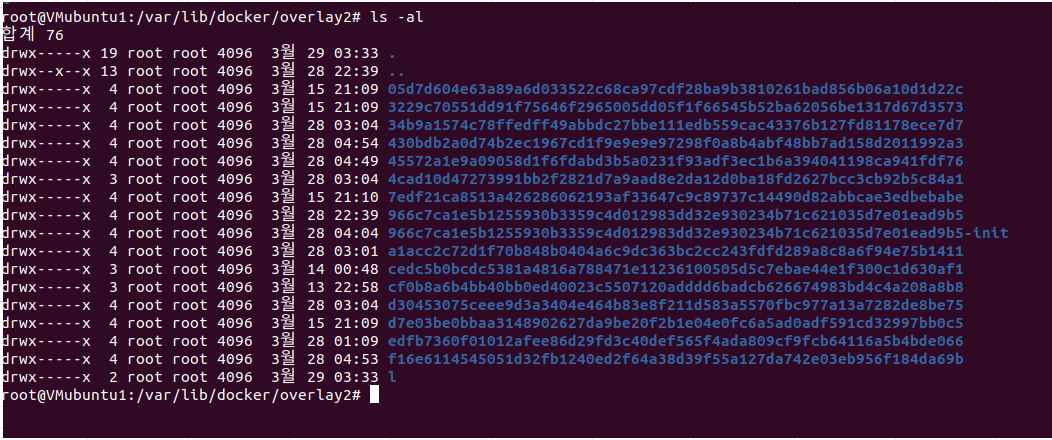 root@VMubuntu1:/var/lib/docker/overlay2# ls -al
합계 76
drwx-----x 19 root root 4096  3월 29 03:33 .
drwx--x--x 13 root root 4096  3월 28 22:39 ..
drwx-----x  4 root root 4096  3월 15 21:09 05d7d604e63a89a6d033522c68ca97cdf28ba9b3810261bad856b06a10d1d22c
drwx-----x  4 root root 4096  3월 15 21:09 3229c70551dd91f75646f2965005dd05f1f66545b52ba62056be1317d67d3573
drwx-----x  4 root root 4096  3월 28 03:04 34b9a1574c78ffedff49abbdc27bbe111edb559cac43376b127fd81178ece7d7
drwx-----x  4 root root 4096  3월 28 04:54 430bdb2a0d74b2ec1967cd1f9e9e9e97298f0a8b4abf48bb7ad158d2011992a3
drwx-----x  4 root root 4096  3월 28 04:49 45572a1e9a09058d1f6fdabd3b5a0231f93adf3ec1b6a394041198ca941fdf76
drwx-----x  3 root root 4096  3월 28 03:04 4cad10d47273991bb2f2821d7a9aad8e2da12d0ba18fd2627bcc3cb92b5c84a1
drwx-----x  4 root root 4096  3월 15 21:10 7edf21ca8513a426286062193af33647c9c89737c14490d82abbcae3edbebabe
drwx-----x  5 root root 4096  3월 28 22:39 966c7ca1e5b1255930b3359c4d012983dd32e930234b71c621035d7e01ead9b5
drwx-----x  4 root root 4096  3월 28 04:04 966c7ca1e5b1255930b3359c4d012983dd32e930234b71c621035d7e01ead9b5-init
drwx-----x  4 root root 4096  3월 28 03:01 a1acc2c72d1f70b848b0404a6c9dc363bc2cc243fdfd289a8c8a6f94e75b1411
drwx-----x  3 root root 4096  3월 14 00:48 cedc5b0bcdc5381a4816a788471e11236100505d5c7ebae44e1f300c1d630af1
drwx-----x  3 root root 4096  3월 13 22:58 cf0b8a6b4bb40bb0ed40023c5507120adddd6badcb626674983bd4c4a208a8b8
drwx-----x  4 root root 4096  3월 28 03:04 d30453075ceee9d3a3404e464b83e8f211d583a5570fbc977a13a7282de8be75
drwx-----x  4 root root 4096  3월 15 21:09 d7e03be0bbaa3148902627da9be20f2b1e04e0fc6a5ad0adf591cd32997bb0c5
drwx-----x  4 root root 4096  3월 28 01:09 edfb7360f01012afee86d29fd3c40def565f4ada809cf9fcb64116a5b4bde066
drwx-----x  4 root root 4096  3월 28 04:53 f16e6114545051d32fb1240ed2f64a38d39f55a127da742e03eb956f184da69b
drwx-----x  2 root root 4096  3월 29 03:33 l
root@VMubuntu1:/var/lib/docker/overlay2#